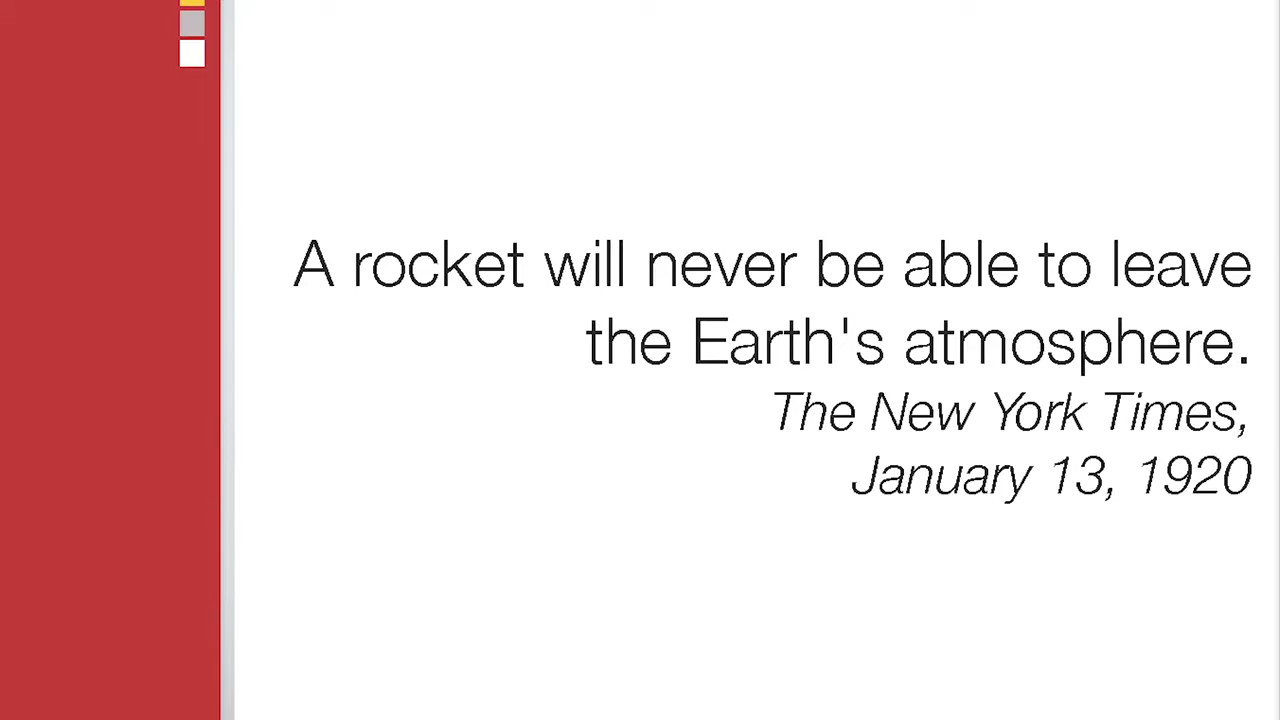 A rocket will never be able to leave
the Earth's atmosphere.
The New York Times,
January 13, 1920